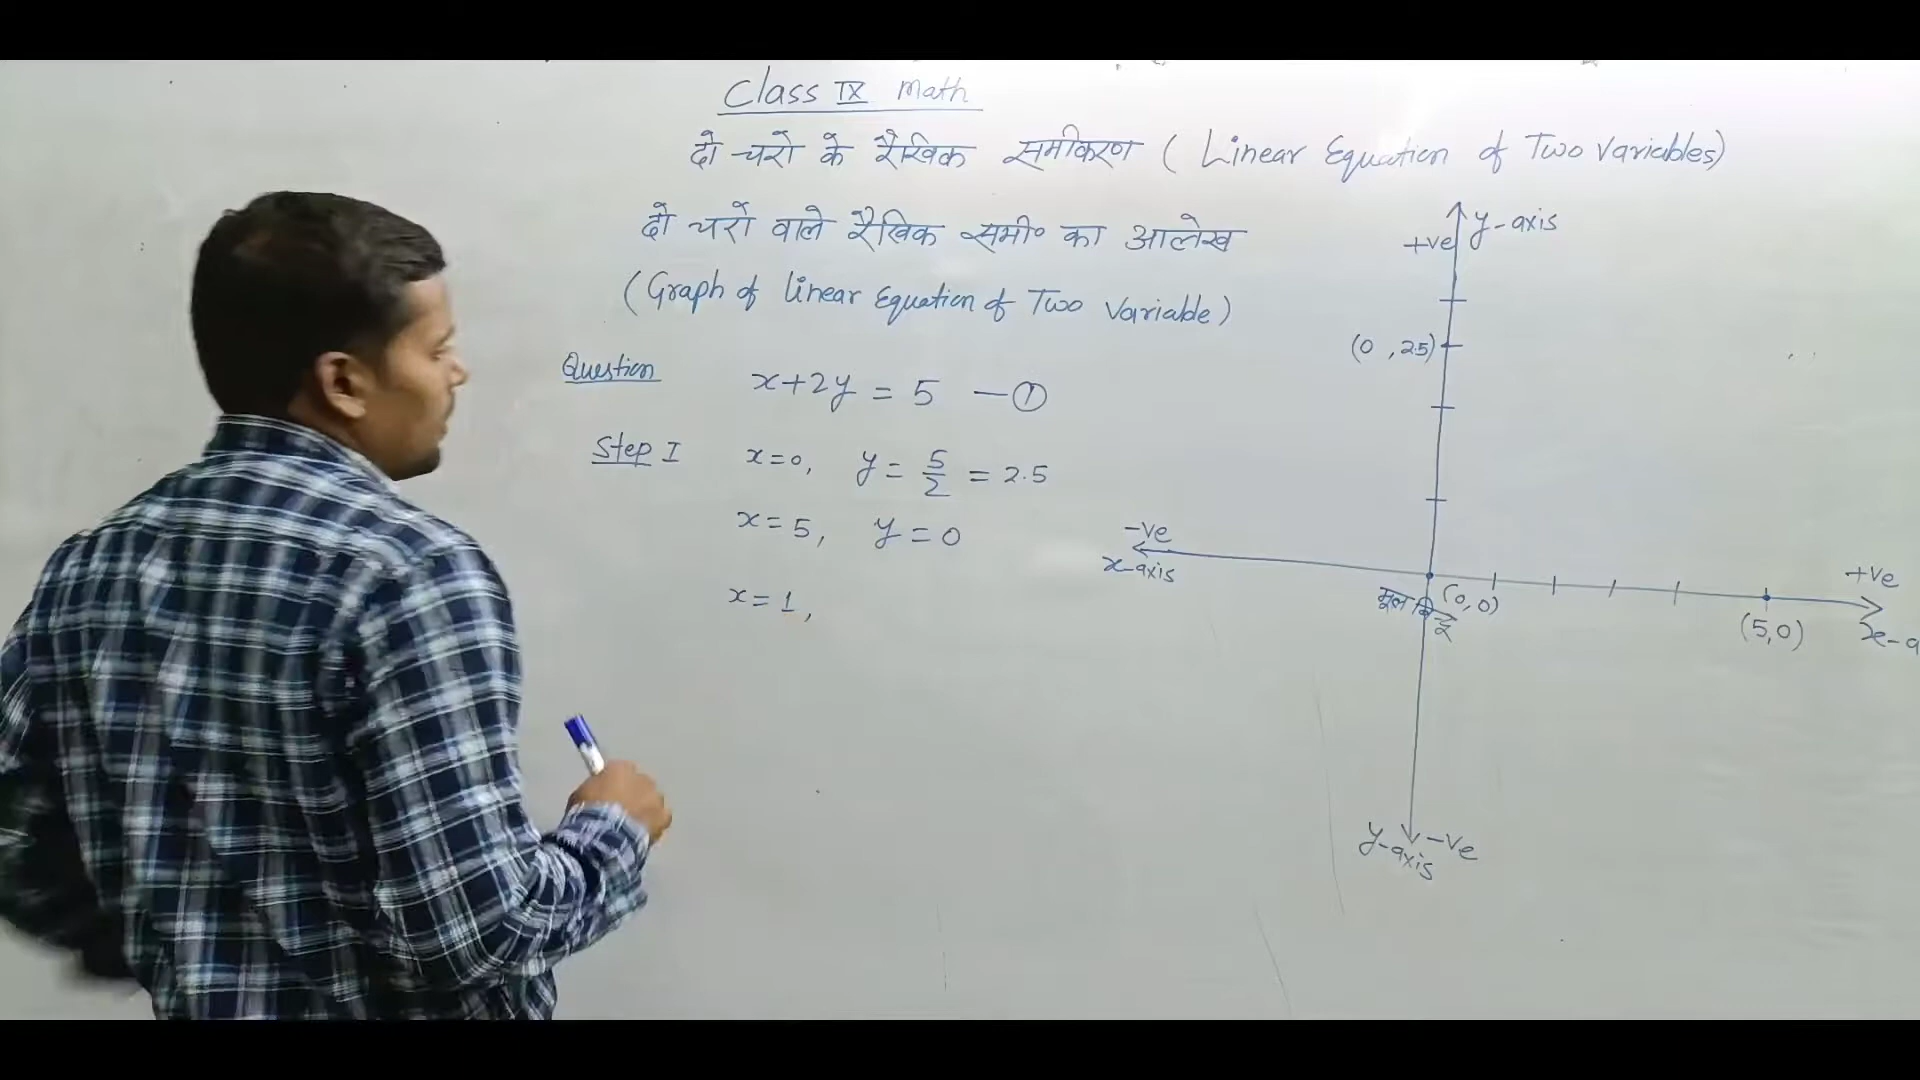 Class IX Math
दो चरो के रैखिक समीकरण ( Linear Equation of Two Variables)
दो चरों वाले रैखिक समी० का आलेख
(Graph of linear Equation of Two Variable)
Question x+2y = 5 —①
Step I x=0, y = 5/2 = 2.5
x=5, y=0
x=1,
y-axis
+ve
(0 ,2.5)
-ve
x-axis
+ve
मूल बिन्दु (0,0)
(5,0)
-ve
y-axis